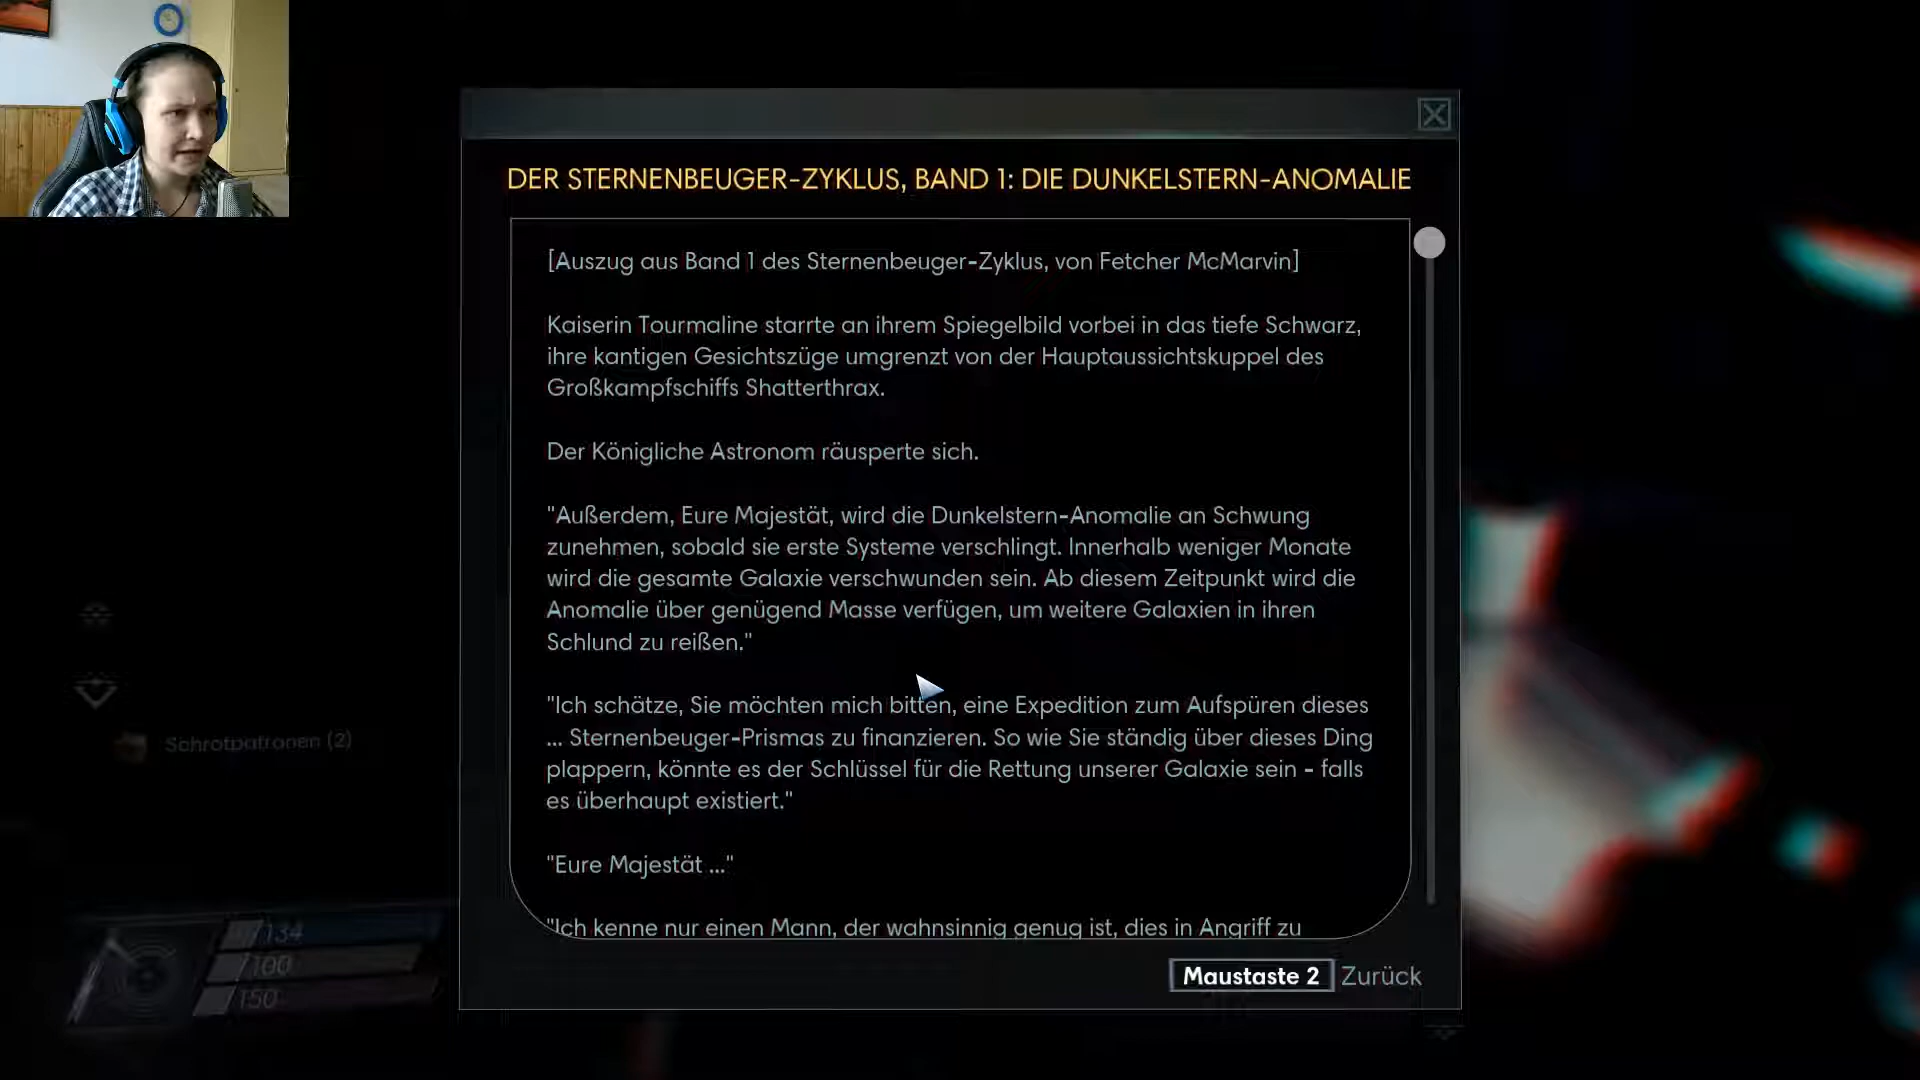 DER STERNENBEUGER-ZYKLUS, BAND 1: DIE DUNKELSTERN-ANOMALIE
[Auszug aus Band 1 des Sternenbeuger-Zyklus, von Fetcher McMarvin]
Kaiserin Tourmaline starrte an ihrem Spiegelbild vorbei in das tiefe Schwarz,
ihre kantigen Gesichtszüge umgrenzt von der Hauptaussichtskuppel des
Großkampfschiffs Shatterthrax.
Der Königliche Astronom räusperte sich.
"Außerdem, Eure Majestät, wird die Dunkelstern-Anomalie an Schwung
zunehmen, sobald sie erste Systeme verschlingt. Innerhalb weniger Monate
wird die gesamte Galaxie verschwunden sein. Ab diesem Zeitpunkt wird die
Anomalie über genügend Masse verfügen, um weitere Galaxien in ihren
Schlund zu reißen."
"Ich schätze, Sie möchten mich bitten, eine Expedition zum Aufspüren dieses
... Sternenbeuger-Prismas zu finanzieren. So wie Sie ständig über dieses Ding
plappern, könnte es der Schlüssel für die Rettung unserer Galaxie sein - falls
es überhaupt existiert."
"Eure Majestät ..."
"Ich kenne nur einen Mann, der wahnsinnig genug ist, dies in Angriff zu
Maustaste 2 Zurück
Schrotpatronen (2)
/134
/100
/150